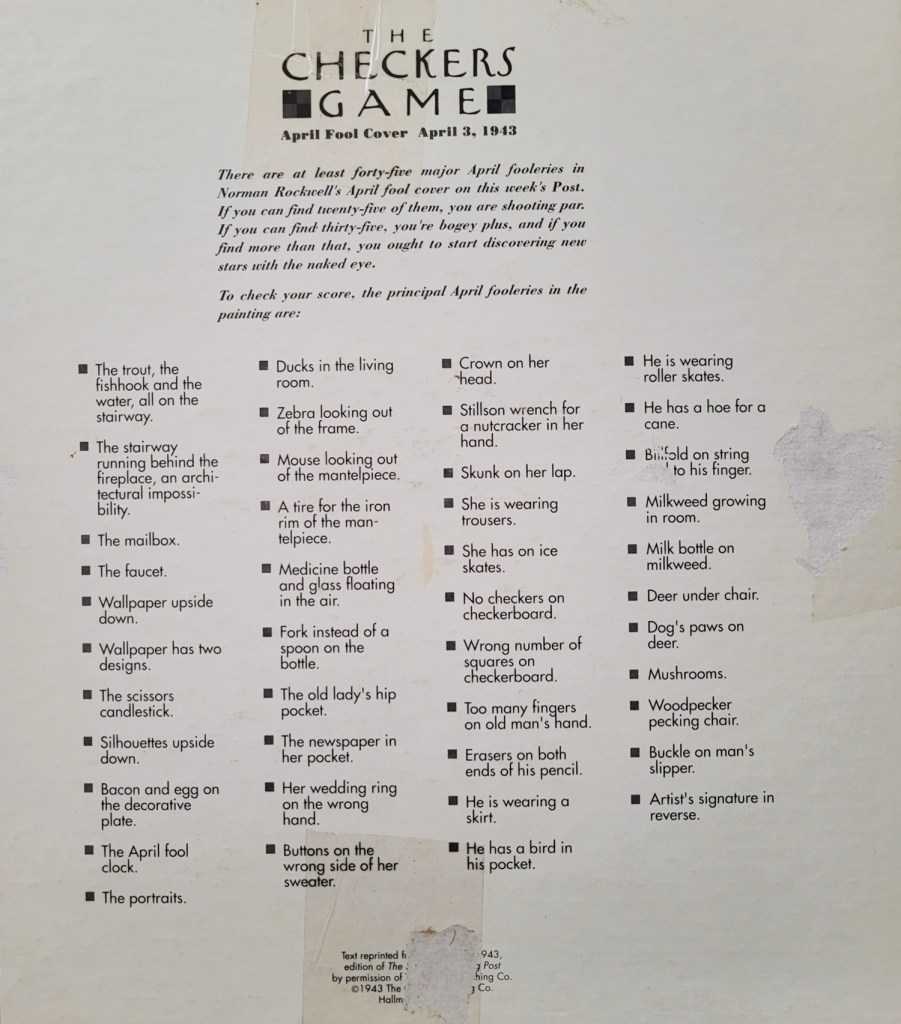 THE
CHECKERS
GAME
April Fool Cover April 3, 1943
There are at least forty-five major April fooleries in
Norman Rockwell's April fool cover on this week's Post.
If you can find twenty-five of them, you are shooting par.
If you can find thirty-five, you're bogey plus, and if you
find more than that, you ought to start discovering new
stars with the naked eye.
To check your score, the principal April fooleries in the
painting are:
The trout, the
fishhook and the
water, all on the
stairway.
The stairway
running behind the
fireplace, an archi-
tectural impossi-
bility.
The mailbox.
The faucet.
Wallpaper upside
down.
Wallpaper has two
designs.
The scissors
candlestick.
Silhouettes upside
down.
Bacon and egg on
the decorative
plate.
The April fool
clock.
The portraits.
Ducks in the living
room.
Zebra looking out
of the frame.
Mouse looking out
of the mantelpiece.
A tire for the iron
rim of the man-
telpiece.
Medicine bottle
and glass floating
in the air.
Fork instead of a
spoon on the
bottle.
The old lady's hip
pocket.
The newspaper in
her pocket.
Her wedding ring
on the wrong
hand.
Buttons on the
wrong side of her
sweater.
Crown on her
head.
Stillson wrench for
a nutcracker in her
hand.
Skunk on her lap.
She is wearing
trousers.
She has on ice
skates.
No checkers on
checkerboard.
Wrong number of
squares on
checkerboard.
Too many fingers
on old man's hand.
Erasers on both
ends of his pencil.
He is wearing a
skirt.
He has a bird in
his pocket.
He is wearing
roller skates.
He has a hoe for a
cane.
Billfold on string
to his finger.
Milkweed growing
in room.
Milk bottle on
milkweed.
Deer under chair.
Dog's paws on
deer.
Mushrooms.
Woodpecker
pecking chair.
Buckle on man's
slipper.
Artist's signature in
reverse.
Text reprinted 943,
edition of The Post
by permission of Co.
©1943 The Co.